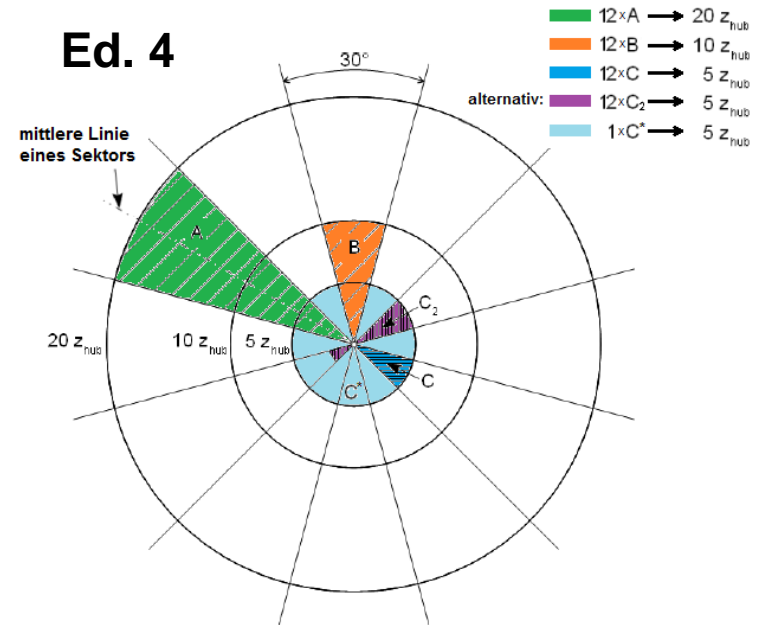 Ed. 4
12×A → 20 z_hub
12×B → 10 z_hub
12×C → 5 z_hub
alternativ: 12×C₂ → 5 z_hub
1×C* → 5 z_hub
30°
mittlere Linie
eines Sektors
A
B
C₂
20 z_hub 10 z_hub 5 z_hub
C
C*